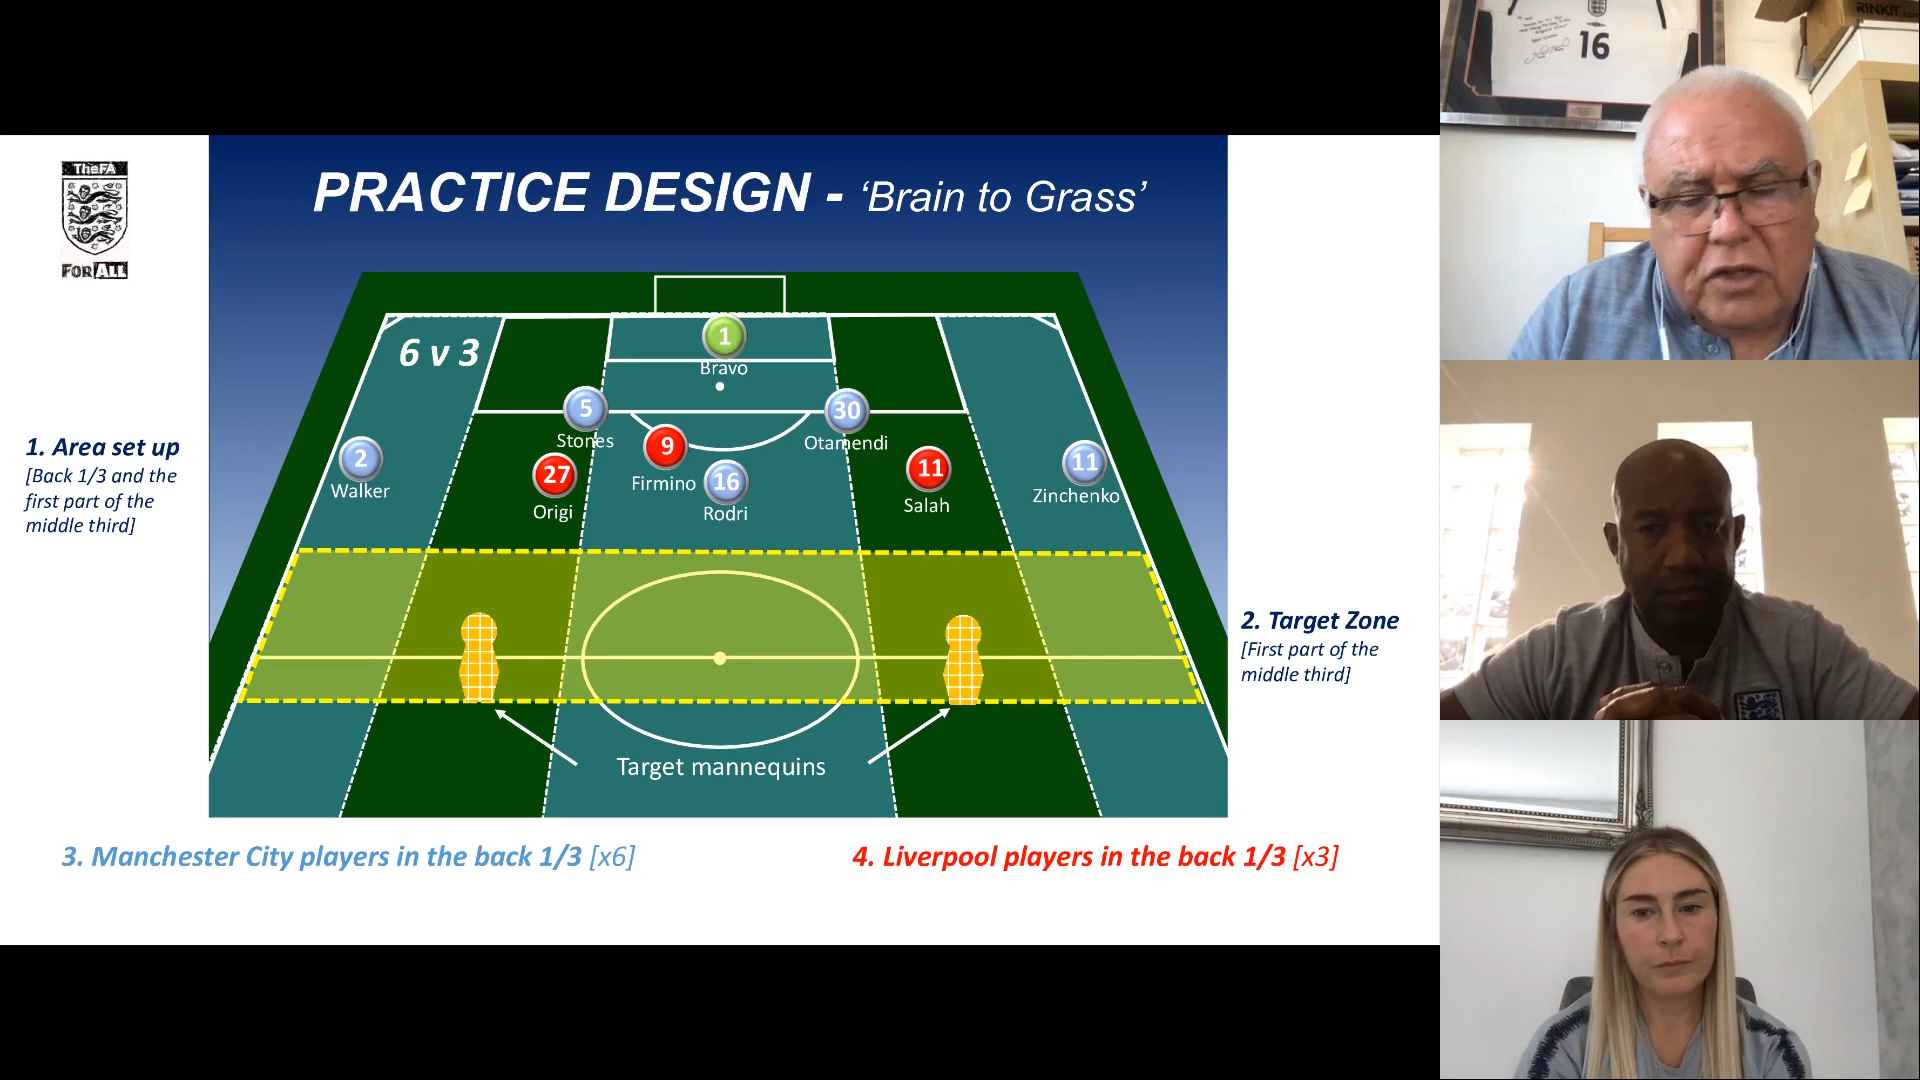 TheFA
FOR ALL
PRACTICE DESIGN - ‘Brain to Grass’
6 v 3
1
Bravo
5
Stones
30
Otamendi
2
Walker
9
Firmino
27
Origi
16
Rodri
11
Salah
11
Zinchenko
1. Area set up
[Back 1/3 and the
first part of the
middle third]
2. Target Zone
[First part of the
middle third]
Target mannequins
3. Manchester City players in the back 1/3 [x6]
4. Liverpool players in the back 1/3 [x3]
16
RINKIT.com